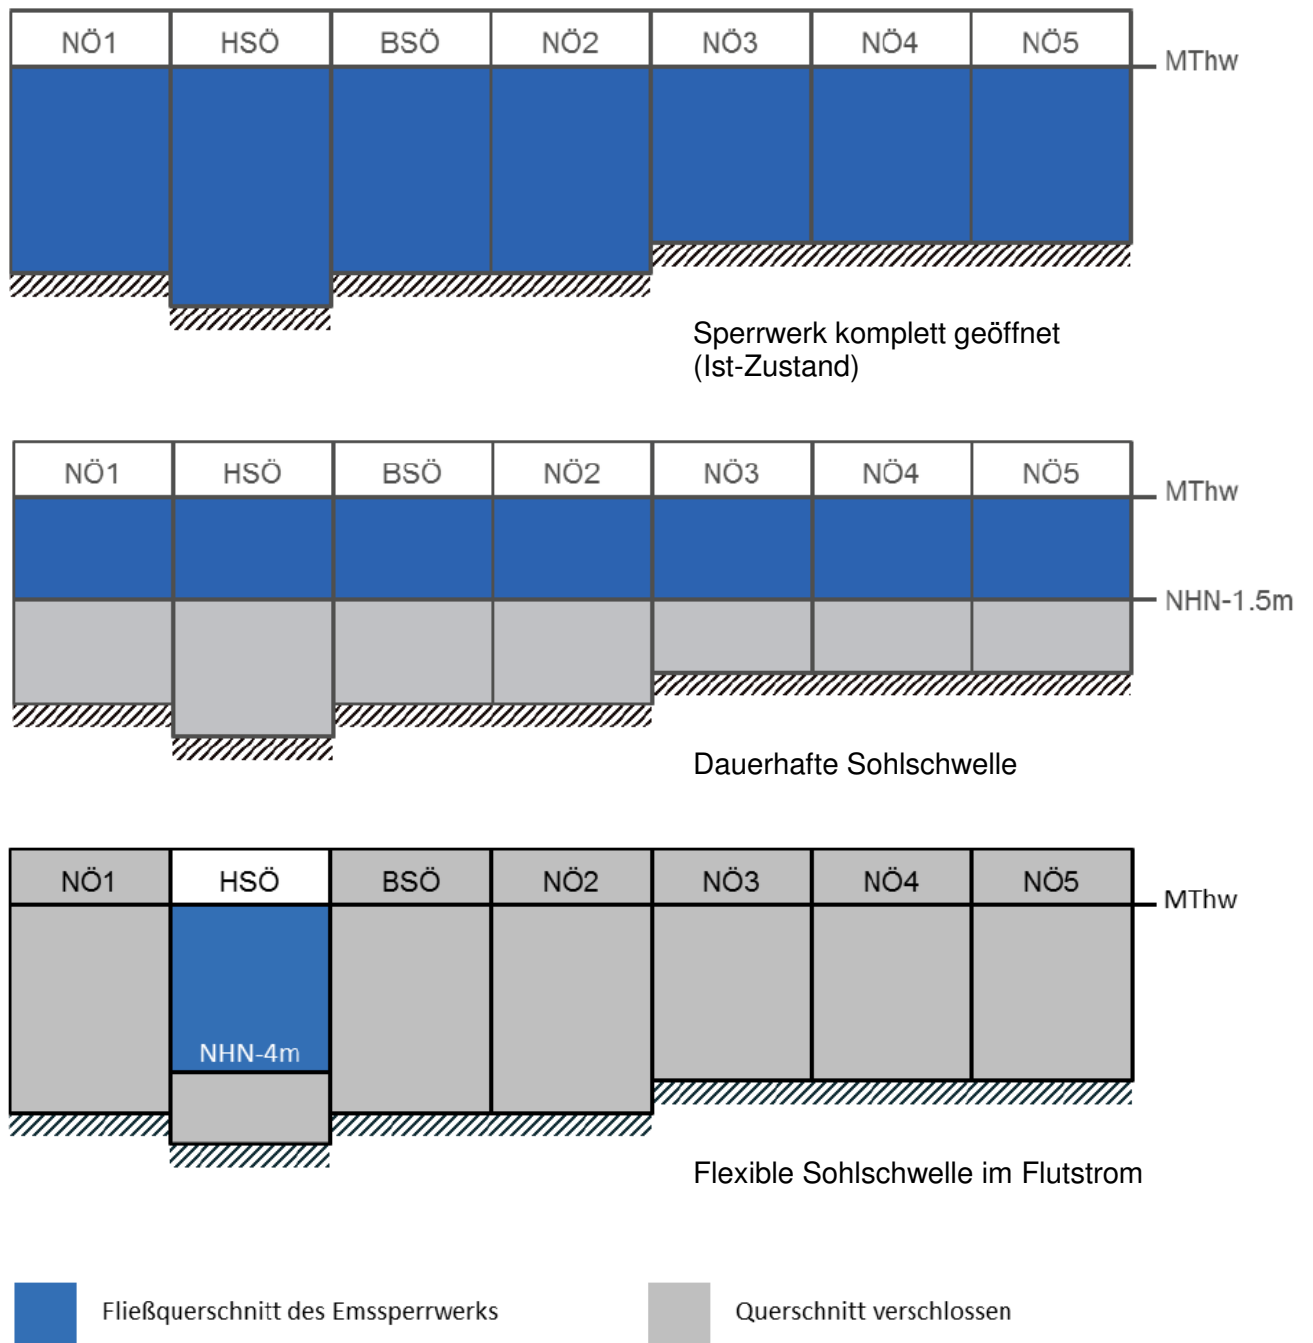 NÖ1 HSÖ BSÖ NÖ2 NÖ3 NÖ4 NÖ5
MThw
Sperrwerk komplett geöffnet
(Ist-Zustand)
NÖ1 HSÖ BSÖ NÖ2 NÖ3 NÖ4 NÖ5
MThw
NHN-1.5m
Dauerhafte Sohlschwelle
NÖ1 HSÖ BSÖ NÖ2 NÖ3 NÖ4 NÖ5
MThw
NHN-4m
Flexible Sohlschwelle im Flutstrom
Fließquerschnitt des Emssperrwerks
Querschnitt verschlossen